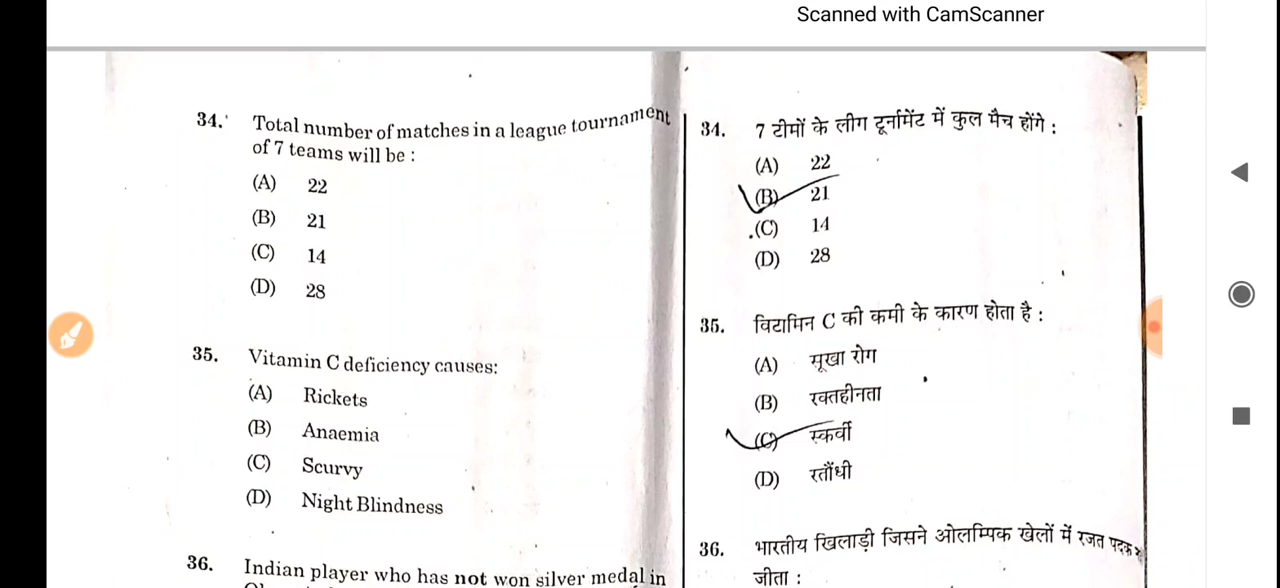 Scanned with CamScanner
34. Total number of matches in a league tournament
of 7 teams will be :
(A) 22
(B) 21
(C) 14
(D) 28
35. Vitamin C deficiency causes:
(A) Rickets
(B) Anaemia
(C) Scurvy
(D) Night Blindness
36. Indian player who has not won silver medal in
34. 7 टीमों के लीग टूर्नामेंट में कुल मैच होंगे :
(A) 22
(B) 21
(C) 14
(D) 28
35. विटामिन C की कमी के कारण होता है :
(A) सूखा रोग
(B) रक्तहीनता
(C) स्कर्वी
(D) रतौंधी
36. भारतीय खिलाड़ी जिसने ओलम्पिक खेलों में रजत पदक
जीता :